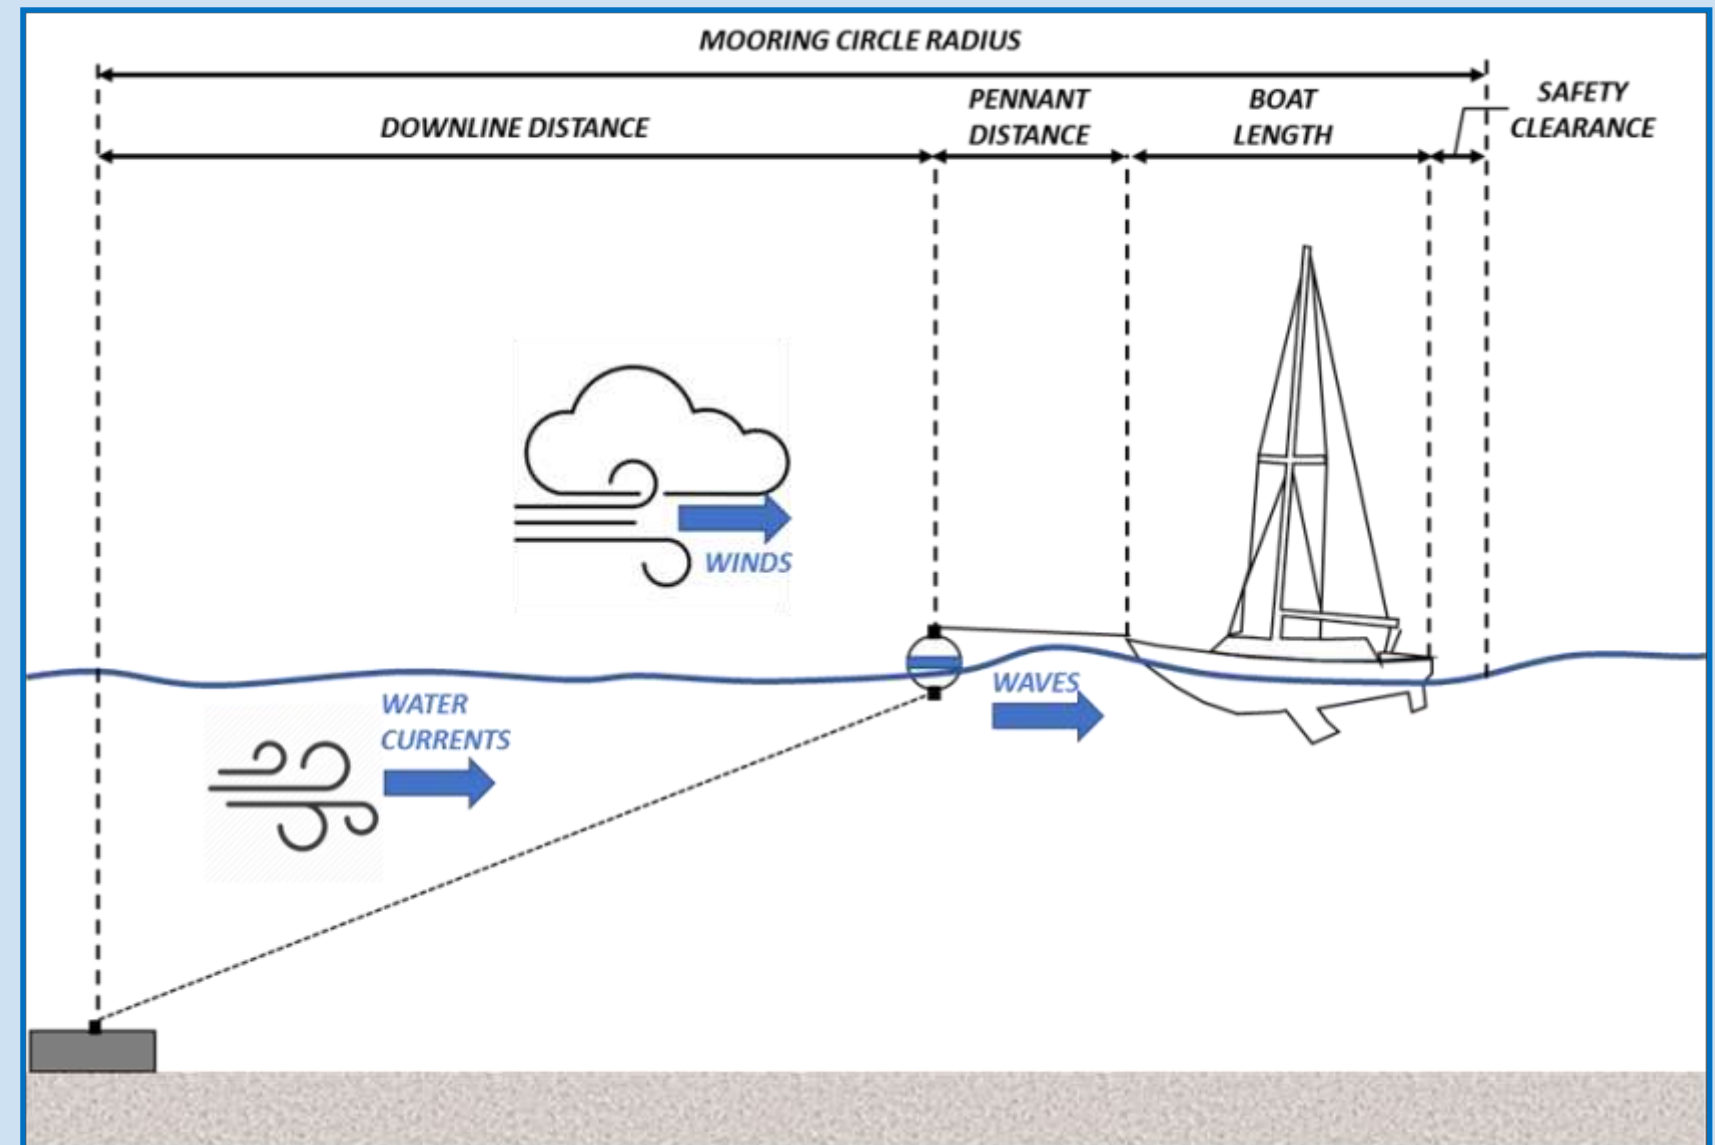 MOORING CIRCLE RADIUS
DOWNLINE DISTANCE
PENNANT
DISTANCE
BOAT
LENGTH
SAFETY
CLEARANCE
WINDS
WATER
CURRENTS
WAVES